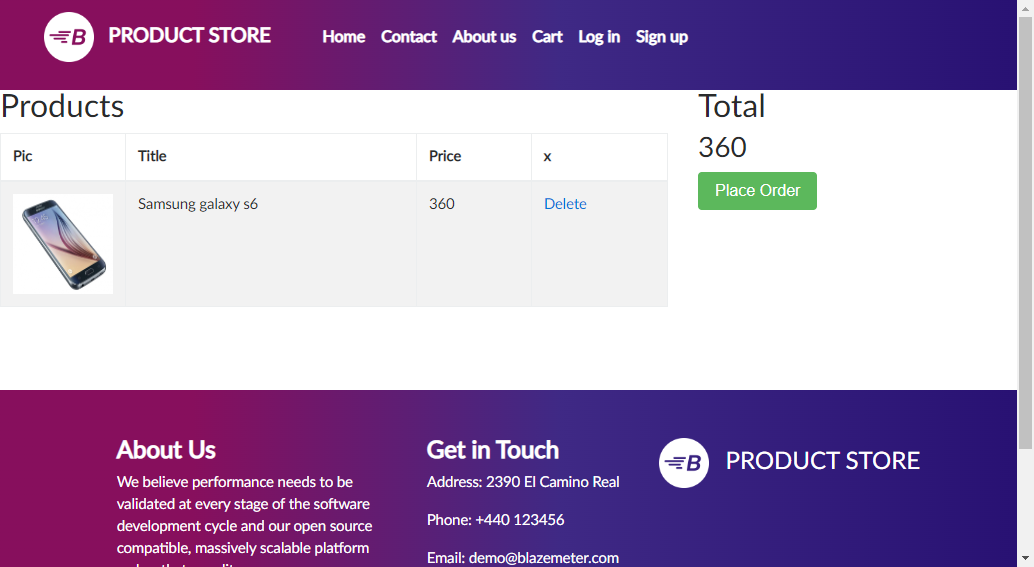 B PRODUCT STORE Home Contact About us Cart Log in Sign up
Products
Pic Title Price x
Samsung galaxy s6 360 Delete
Total
360
Place Order
About Us
We believe performance needs to be
validated at every stage of the software
development cycle and our open source
compatible, massively scalable platform
Get in Touch
Address: 2390 El Camino Real
Phone: +440 123456
Email: demo@blazemeter.com
B PRODUCT STORE